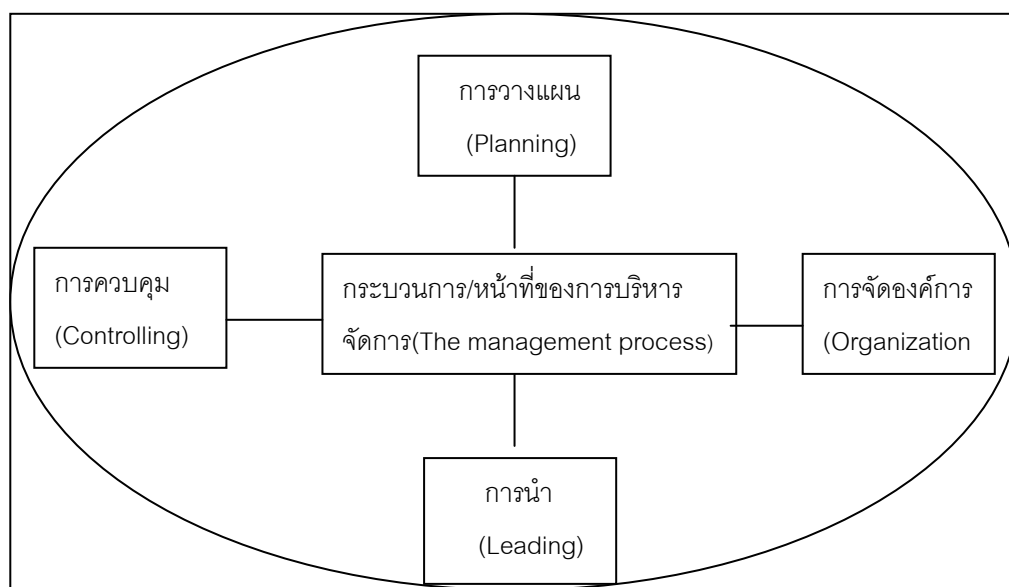 การวางแผน
(Planning)
การควบคุม
(Controlling)
กระบวนการ/หน้าที่ของการบริหาร
จัดการ(The management process)
การจัดองค์การ
(Organization
การนำ
(Leading)